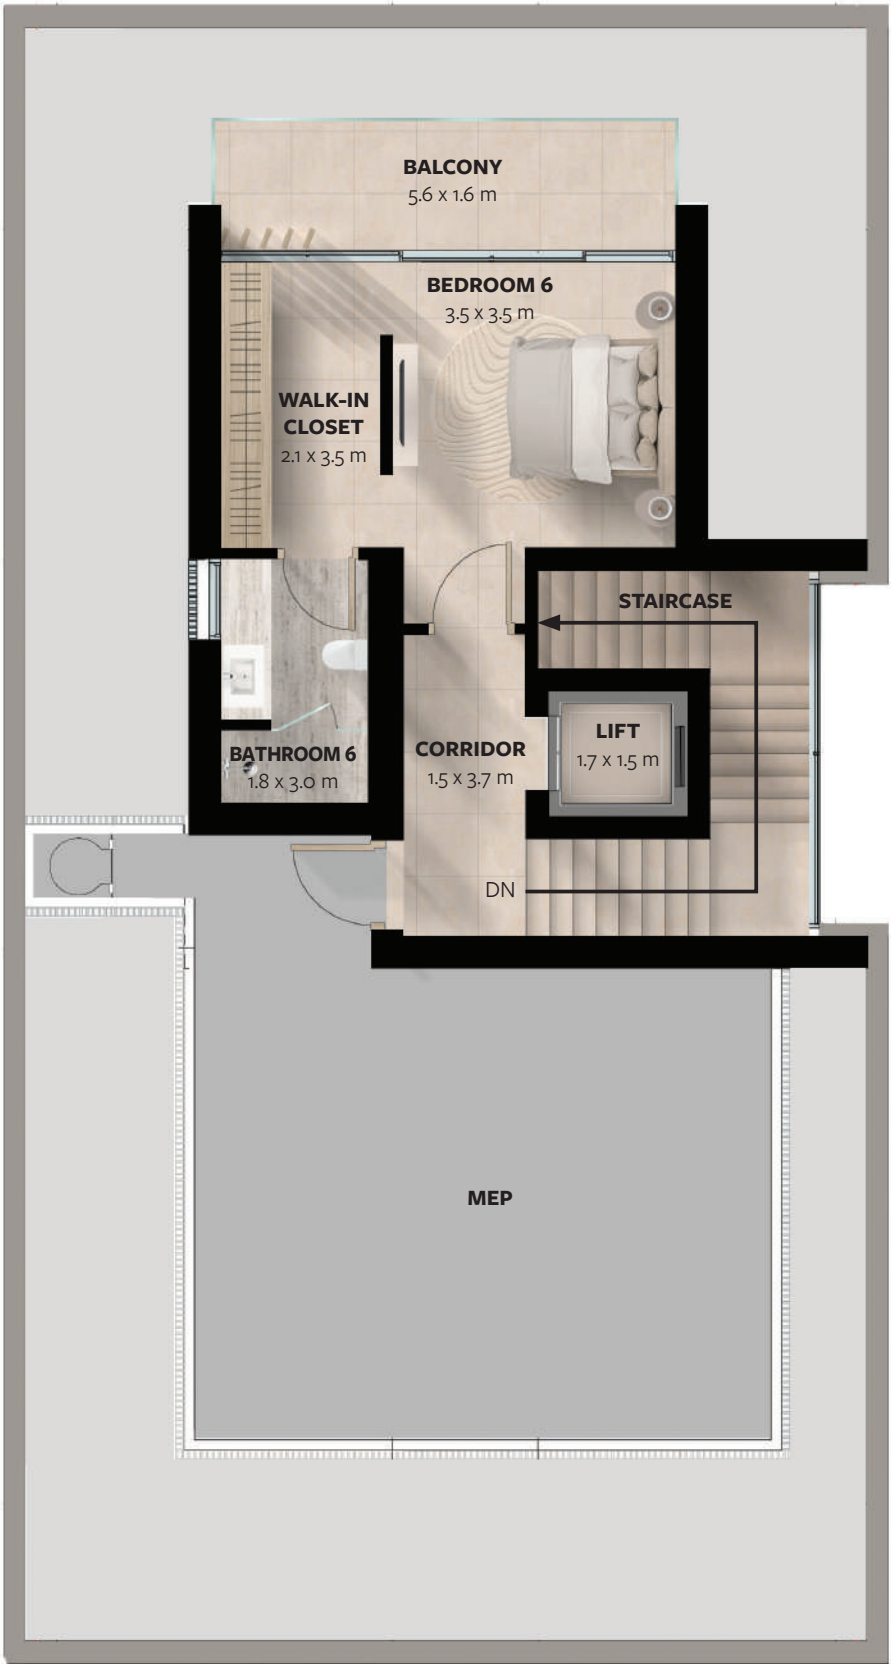 BALCONY
5.6 x 1.6 m
BEDROOM 6
3.5 x 3.5 m
WALK-IN
CLOSET
2.1 x 3.5 m
STAIRCASE
LIFT
1.7 x 1.5 m
CORRIDOR
1.5 x 3.7 m
BATHROOM 6
1.8 x 3.0 m
DN
MEP